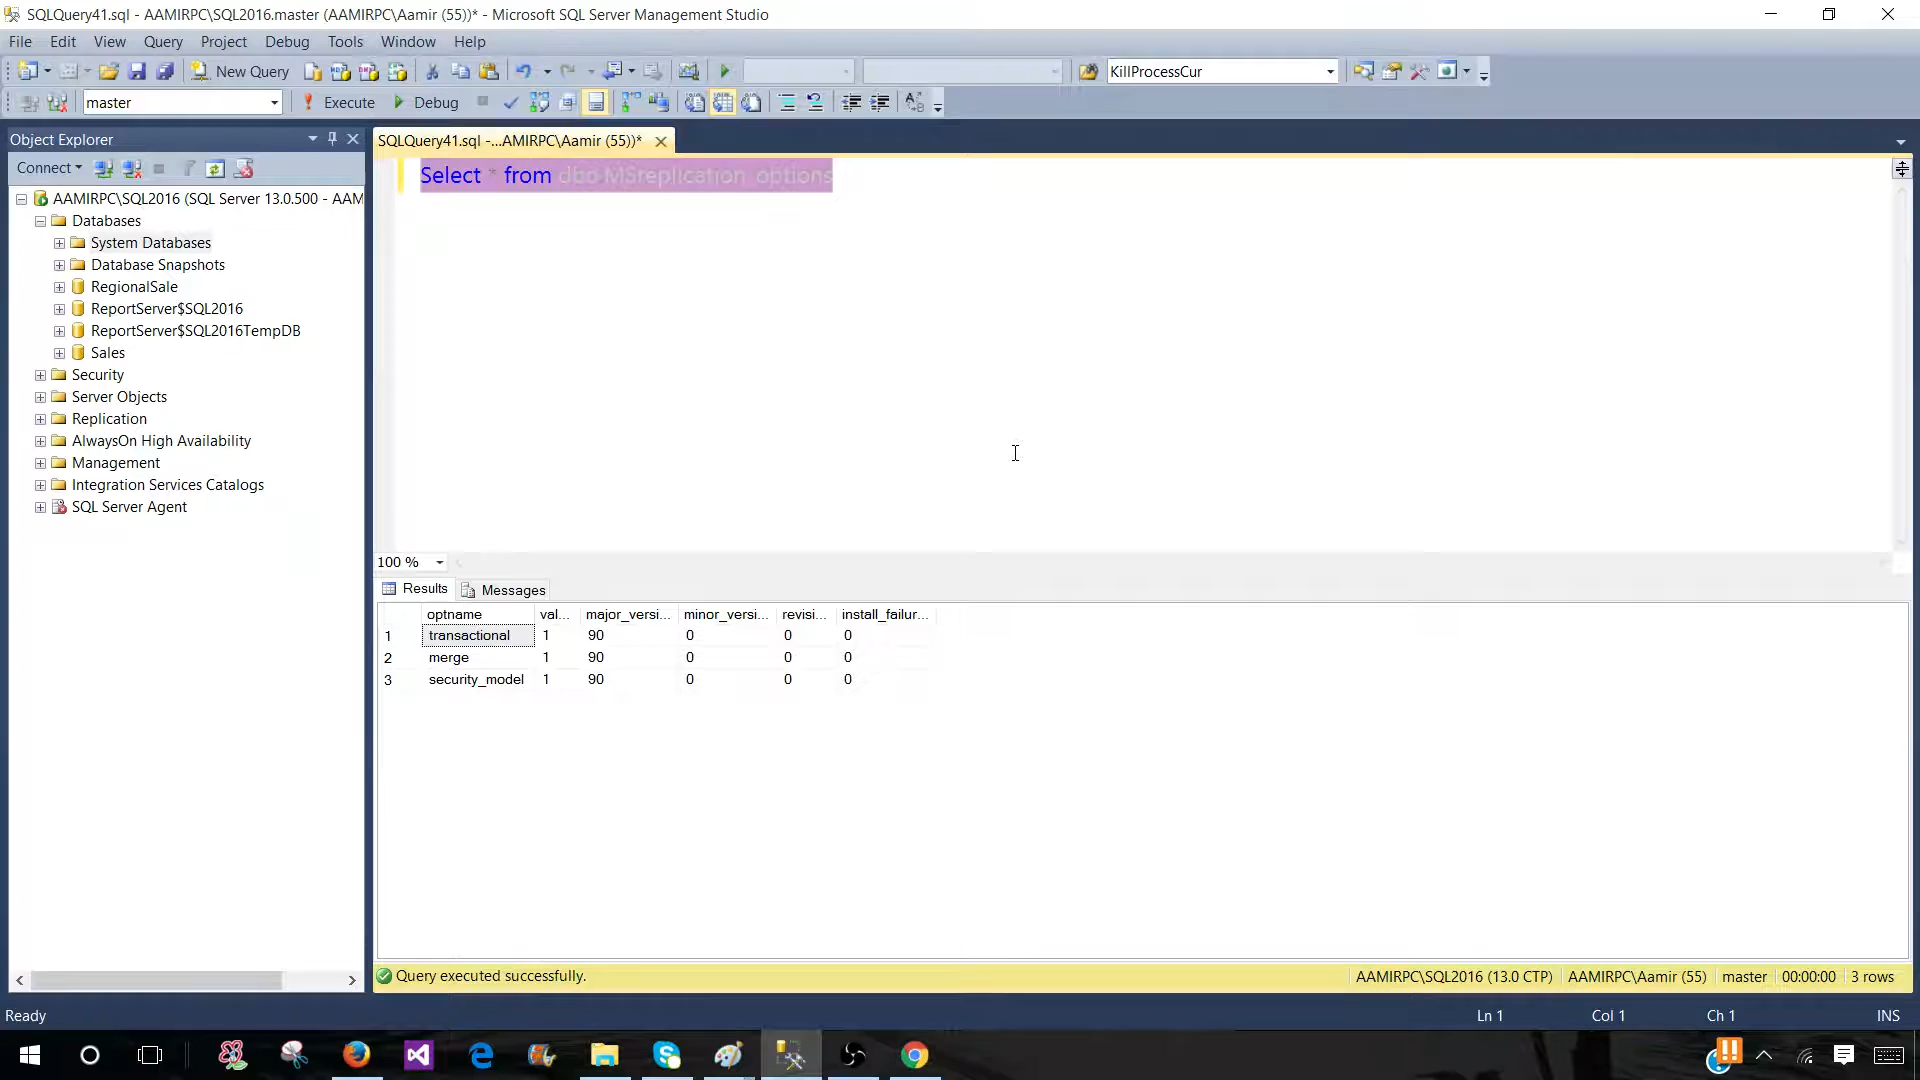 SQLQuery41.sql - AAMIRPC\SQL2016.master (AAMIRPC\Aamir (55))* - Microsoft SQL Server Management Studio
File Edit View Query Project Debug Tools Window Help
New Query KillProcessCur
master Execute Debug
Object Explorer
SQLQuery41.sql -...AMIRPC\Aamir (55))*
Connect
Select * from dbo MSreplication_options
AAMIRPC\SQL2016 (SQL Server 13.0.500 - AAM
Databases
System Databases
Database Snapshots
RegionalSale
ReportServer$SQL2016
ReportServer$SQL2016TempDB
Sales
Security
Server Objects
Replication
AlwaysOn High Availability
Management
Integration Services Catalogs
SQL Server Agent
100 %
Results Messages
optname val... major_versi... minor_versi... revisi... install_failur...
1 transactional 1 90 0 0 0
2 merge 1 90 0 0 0
3 security_model 1 90 0 0 0
Query executed successfully. AAMIRPC\SQL2016 (13.0 CTP) AAMIRPC\Aamir (55) master 00:00:00 3 rows
Ready Ln 1 Col 1 Ch 1 INS